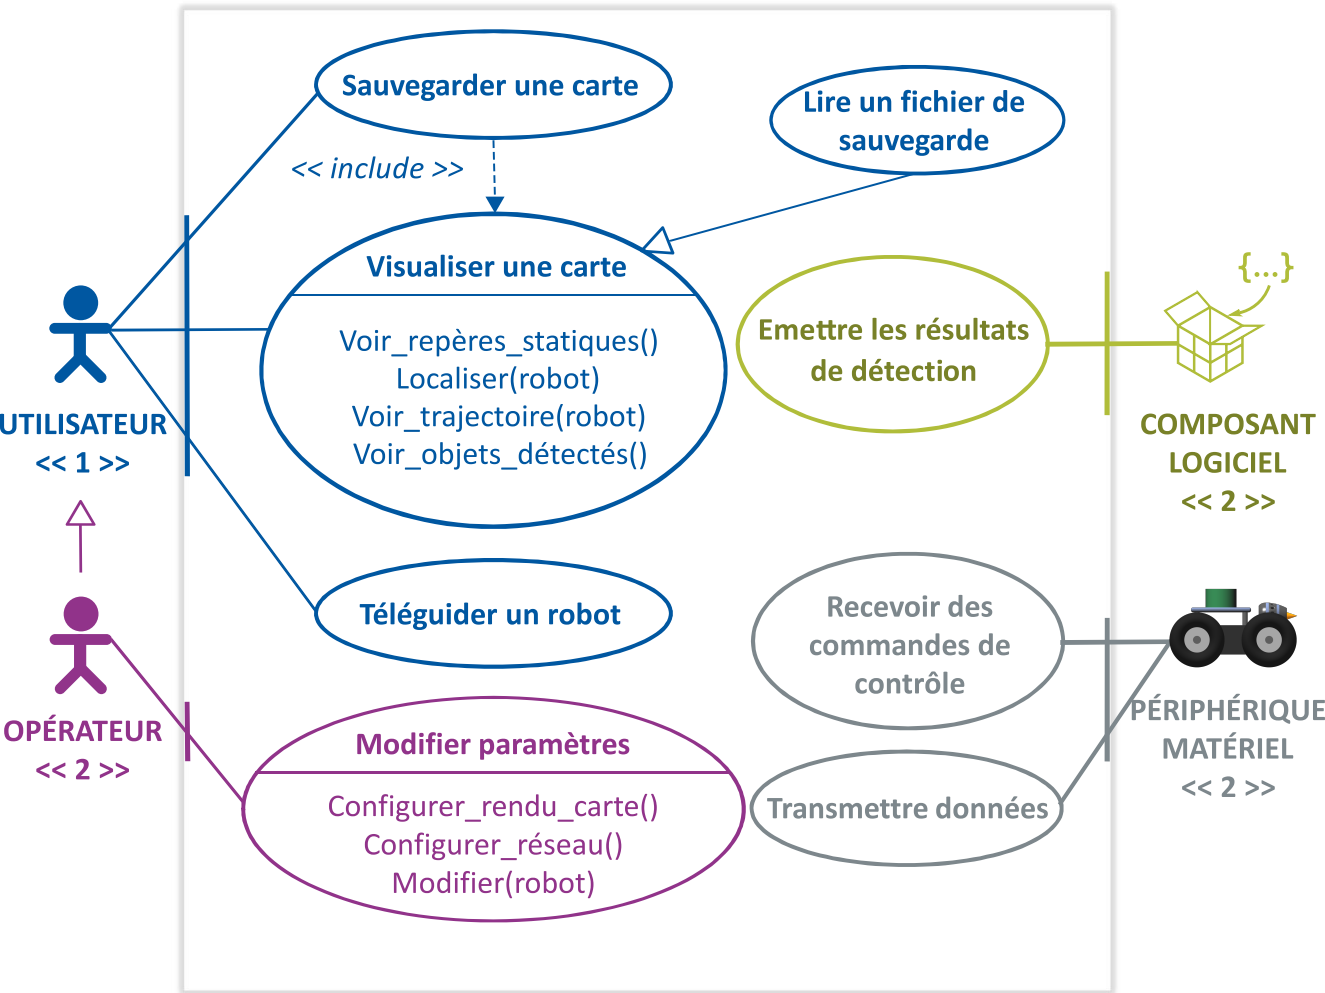 Sauvegarder une carte
Lire un fichier de
sauvegarde
<< include >>
Visualiser une carte
Voir_repères_statiques()
Localiser(robot)
Voir_trajectoire(robot)
Voir_objets_détectés()
{...}
Emettre les résultats
de détection
UTILISATEUR
<< 1 >>
COMPOSANT
LOGICIEL
<< 2 >>
Téléguider un robot
Recevoir des
commandes de
contrôle
OPÉRATEUR
<< 2 >>
PÉRIPHÉRIQUE
MATÉRIEL
<< 2 >>
Modifier paramètres
Configurer_rendu_carte()
Configurer_réseau()
Modifier(robot)
Transmettre données